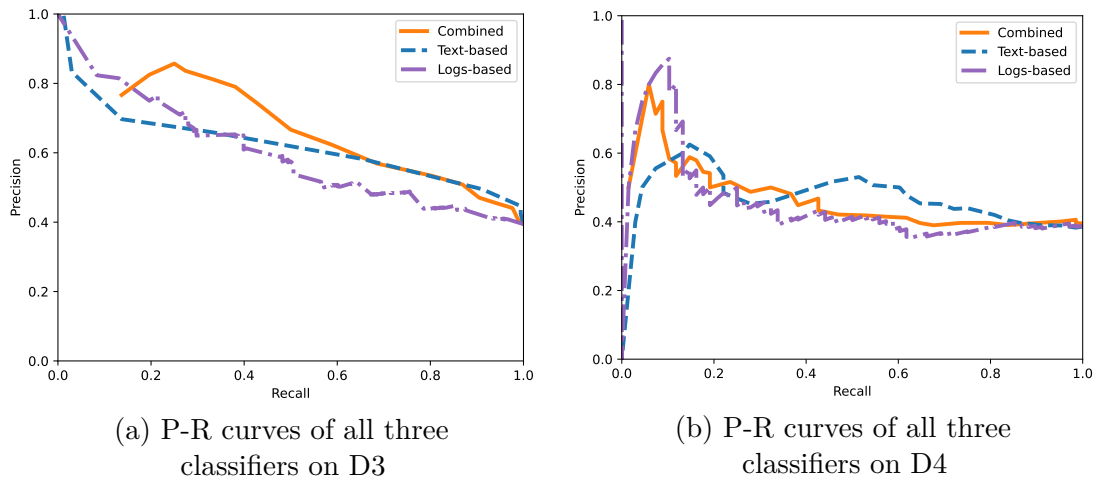 1.0
0.8
0.6
0.4
0.2
0.0
Precision
0.0 0.2 0.4 0.6 0.8 1.0
Recall
Combined
Text-based
Logs-based
(a) P-R curves of all three
classifiers on D3
1.0
0.8
0.6
0.4
0.2
0.0
Precision
0.0 0.2 0.4 0.6 0.8 1.0
Recall
Combined
Text-based
Logs-based
(b) P-R curves of all three
classifiers on D4